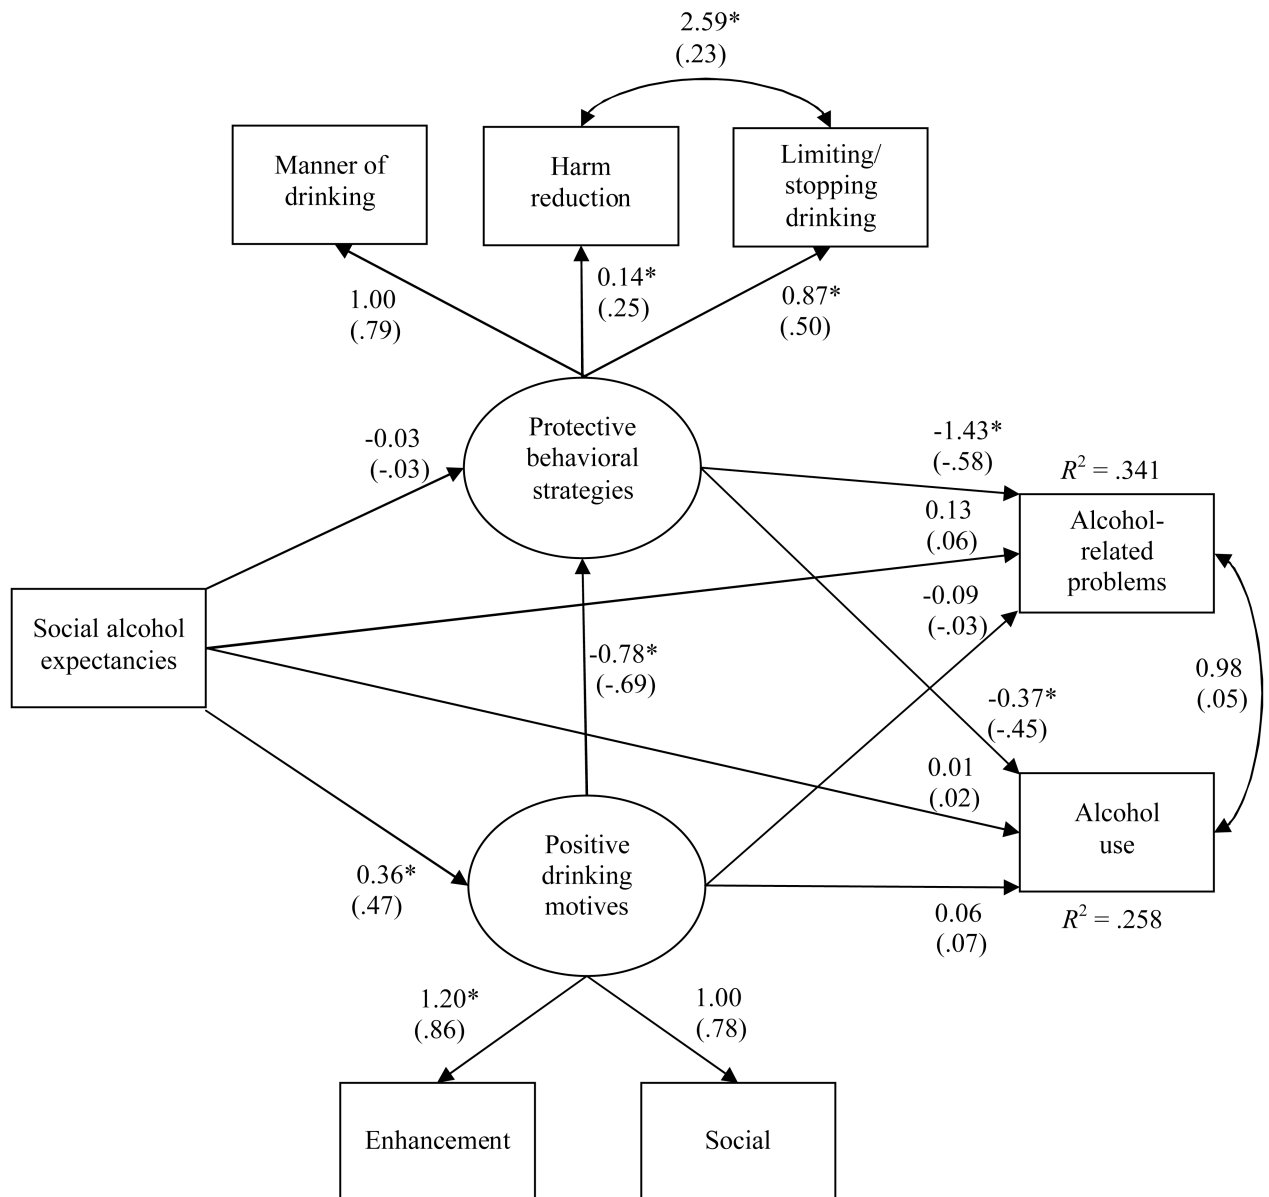 2.59*
(.23)
Manner of
drinking
Harm
reduction
Limiting/
stopping
drinking
1.00
(.79)
0.14*
(.25)
0.87*
(.50)
Protective
behavioral
strategies
-0.03
(-.03)
-1.43*
(-.58)
R² = .341
0.13
(.06)
Alcohol-
related
problems
-0.09
(-.03)
Social alcohol
expectancies
-0.78*
(-.69)
0.98
(.05)
-0.37*
(-.45)
0.01
(.02)
Alcohol
use
Positive
drinking
motives
0.36*
(.47)
0.06
(.07)
R² = .258
1.20*
(.86)
1.00
(.78)
Enhancement
Social